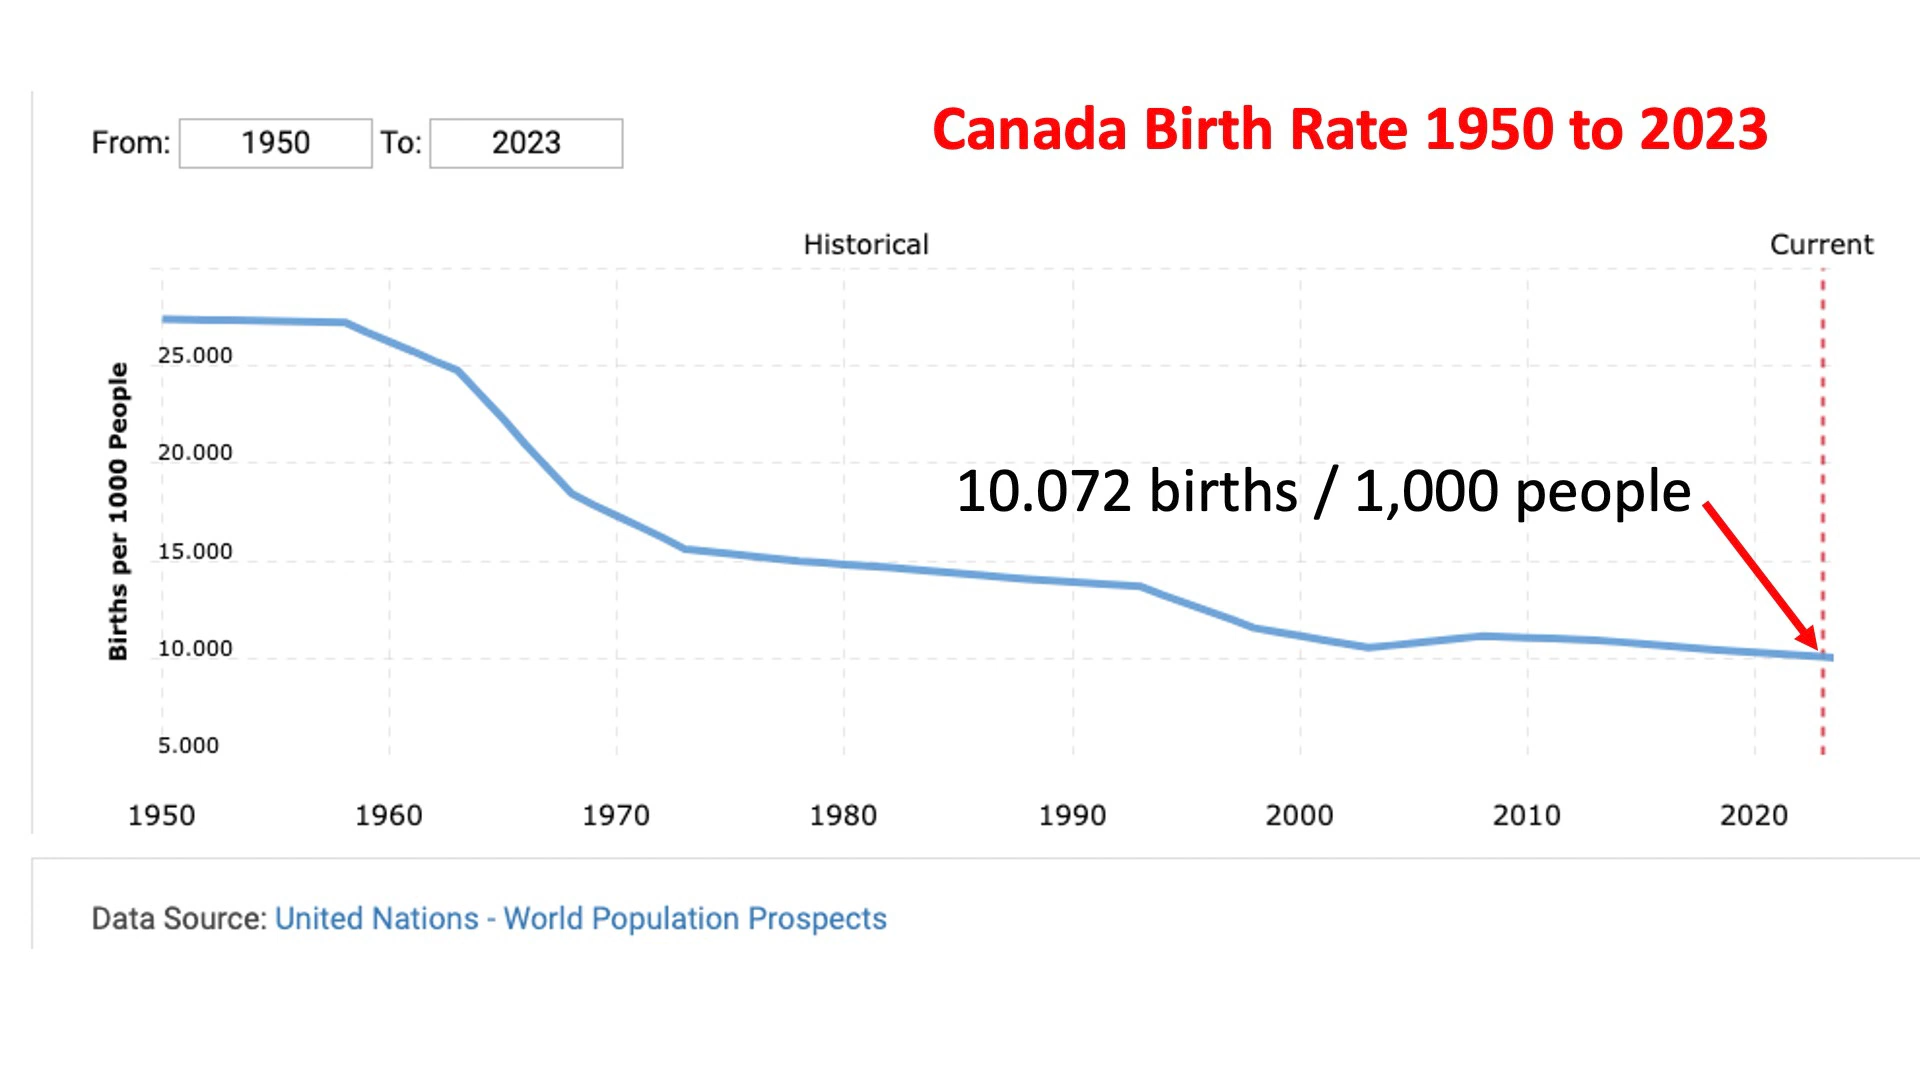 From: 1950 To: 2023
Canada Birth Rate 1950 to 2023
Historical
Current
Births per 1000 People
25.000
20.000
15.000
10.000
5.000
10.072 births / 1,000 people
1950 1960 1970 1980 1990 2000 2010 2020
Data Source: United Nations - World Population Prospects